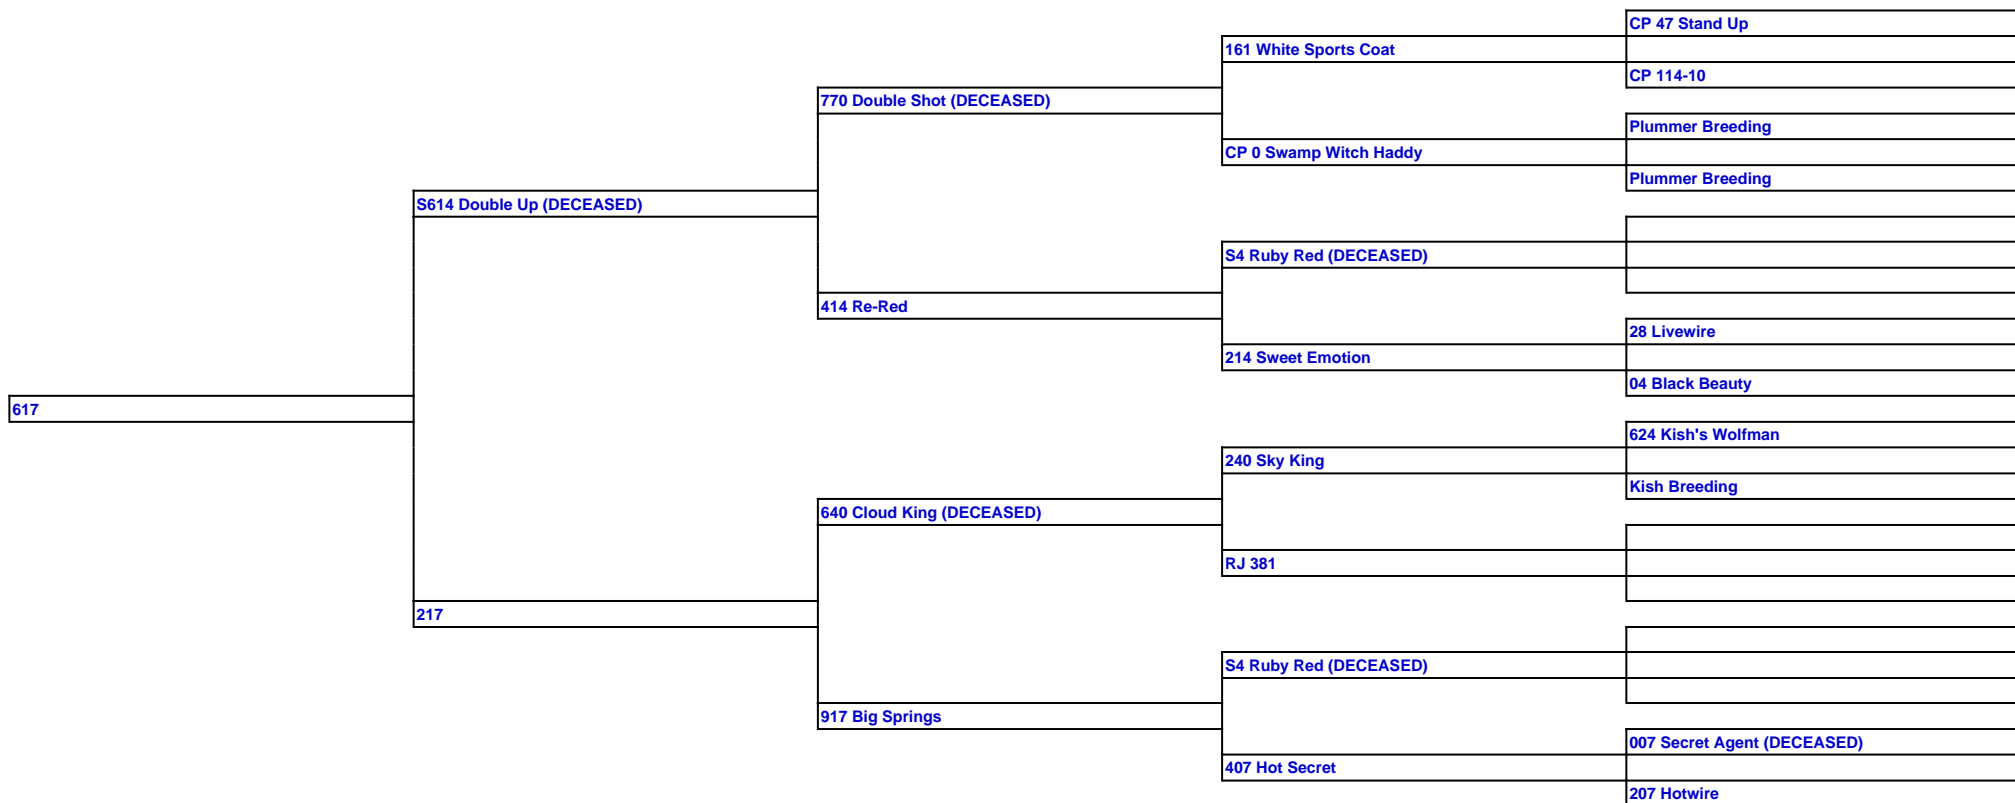 CP 47 Stand Up
161 White Sports Coat
CP 114-10
770 Double Shot (DECEASED)
Plummer Breeding
CP 0 Swamp Witch Haddy
Plummer Breeding
S614 Double Up (DECEASED)
S4 Ruby Red (DECEASED)
414 Re-Red
28 Livewire
214 Sweet Emotion
04 Black Beauty
617
624 Kish's Wolfman
240 Sky King
Kish Breeding
640 Cloud King (DECEASED)
RJ 381
217
S4 Ruby Red (DECEASED)
917 Big Springs
007 Secret Agent (DECEASED)
407 Hot Secret
207 Hotwire